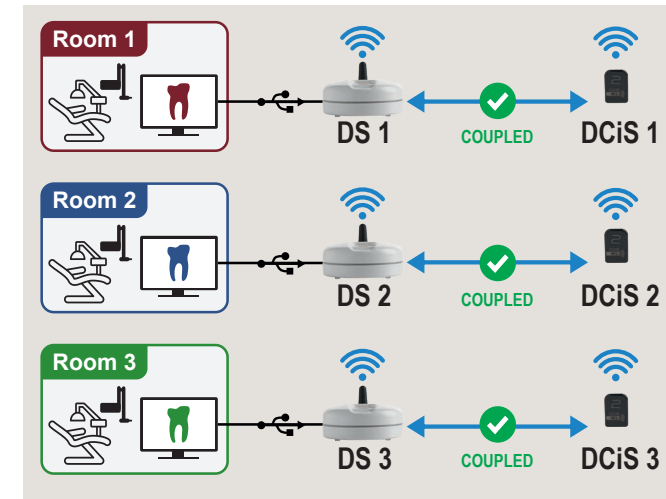 Room 1
DS 1
COUPLED
DCiS 1
Room 2
DS 2
COUPLED
DCiS 2
Room 3
DS 3
COUPLED
DCiS 3